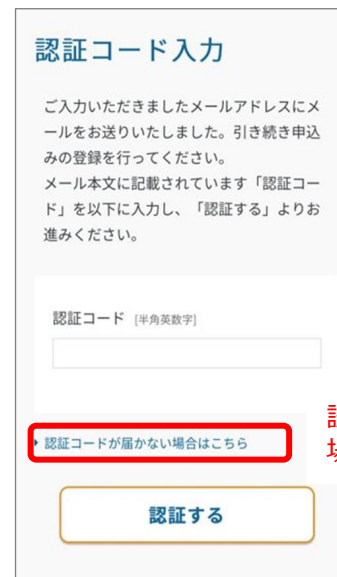 認証コード入力
ご入力いただきましたメールアドレスにメ
ールをお送りいたしました。引き続き申込
みの登録を行ってください。
メール本文に記載されています「認証コー
ド」を以下に入力し、「認証する」よりお
進みください。
認証コード [半角英数字]
認証コードが届かない場合はこちら
認証する